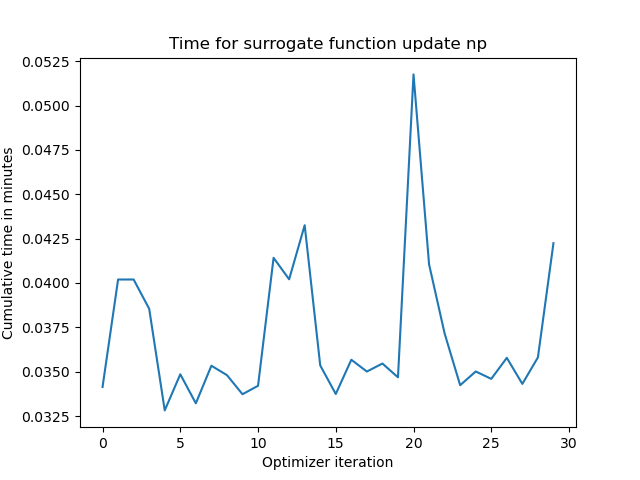 Time for surrogate function update np
0.0525
0.0500
0.0475
0.0450
0.0425
0.0400
0.0375
0.0350
0.0325
Cumulative time in minutes
0 5 10 15 20 25 30
Optimizer iteration